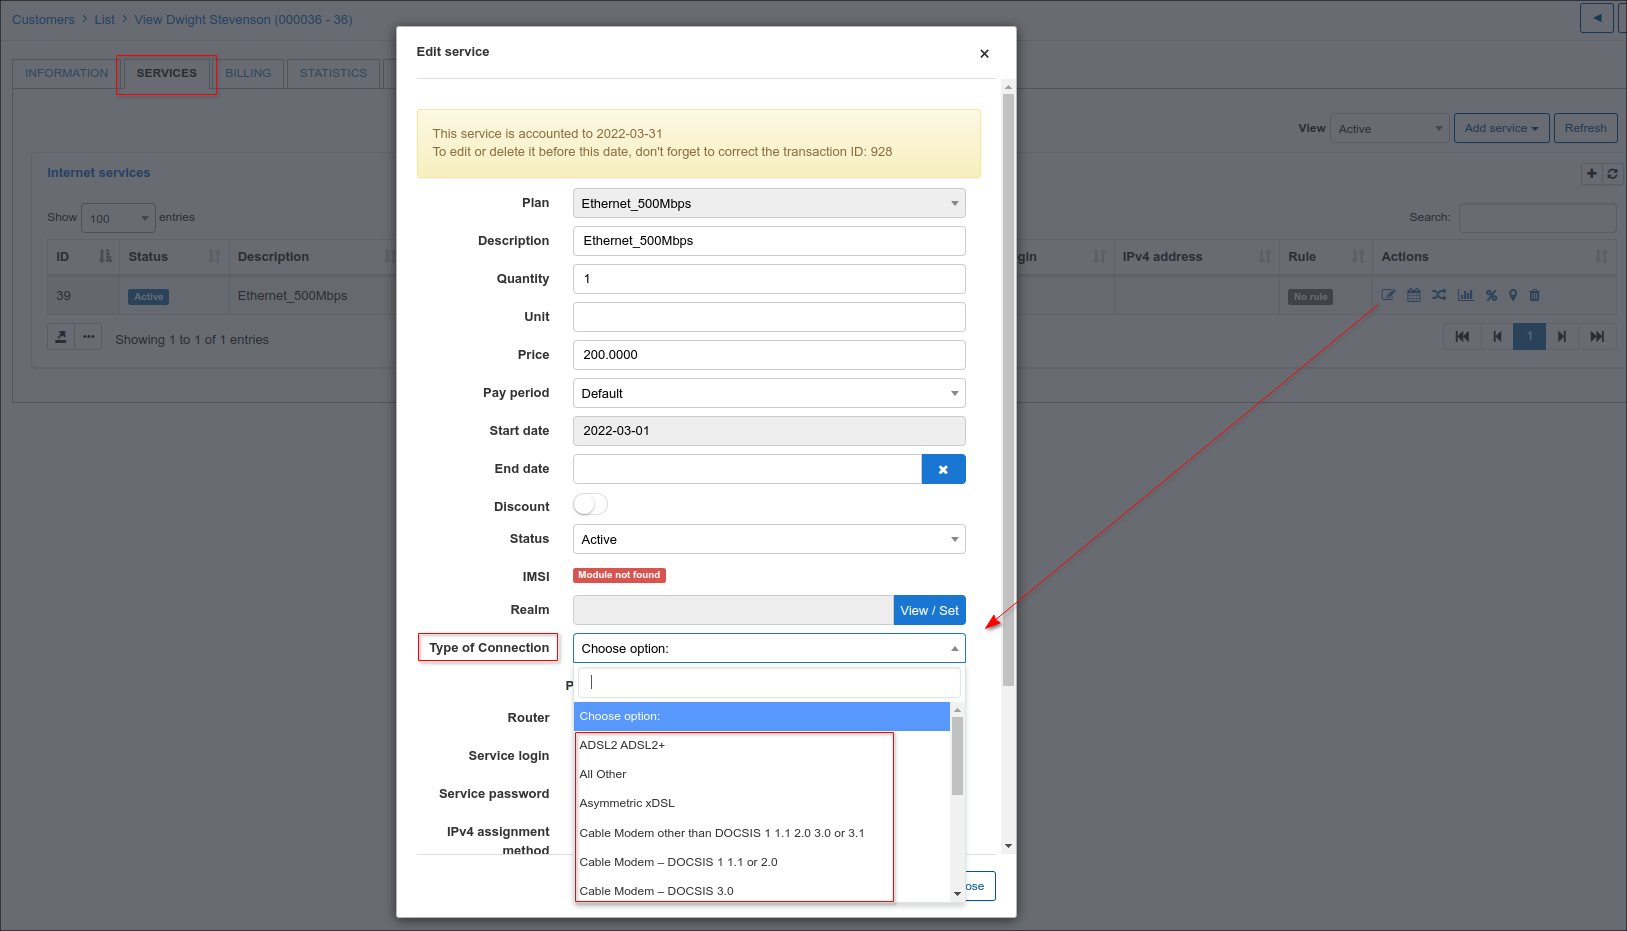 Customers > List > View Dwight Stevenson (000036 - 36)
INFORMATION SERVICES BILLING STATISTICS
View Active Add service Refresh
Internet services
Show 100 entries
Search:
ID Status Description
gin IPv4 address Rule Actions
39 Active Ethernet_500Mbps
No rule
Showing 1 to 1 of 1 entries
1
Edit service
This service is accounted to 2022-03-31
To edit or delete it before this date, don't forget to correct the transaction ID: 928
Plan Ethernet_500Mbps
Description Ethernet_500Mbps
Quantity 1
Unit
Price 200.0000
Pay period Default
Start date 2022-03-01
End date
Discount
Status Active
IMSI Module not found
Realm View / Set
Type of Connection Choose option:
P
Choose option:
Router
ADSL2 ADSL2+
Service login
All Other
Service password
Asymmetric xDSL
IPv4 assignment
method
Cable Modem other than DOCSIS 1 1.1 2.0 3.0 or 3.1
Cable Modem – DOCSIS 1 1.1 or 2.0
Cable Modem – DOCSIS 3.0
ose